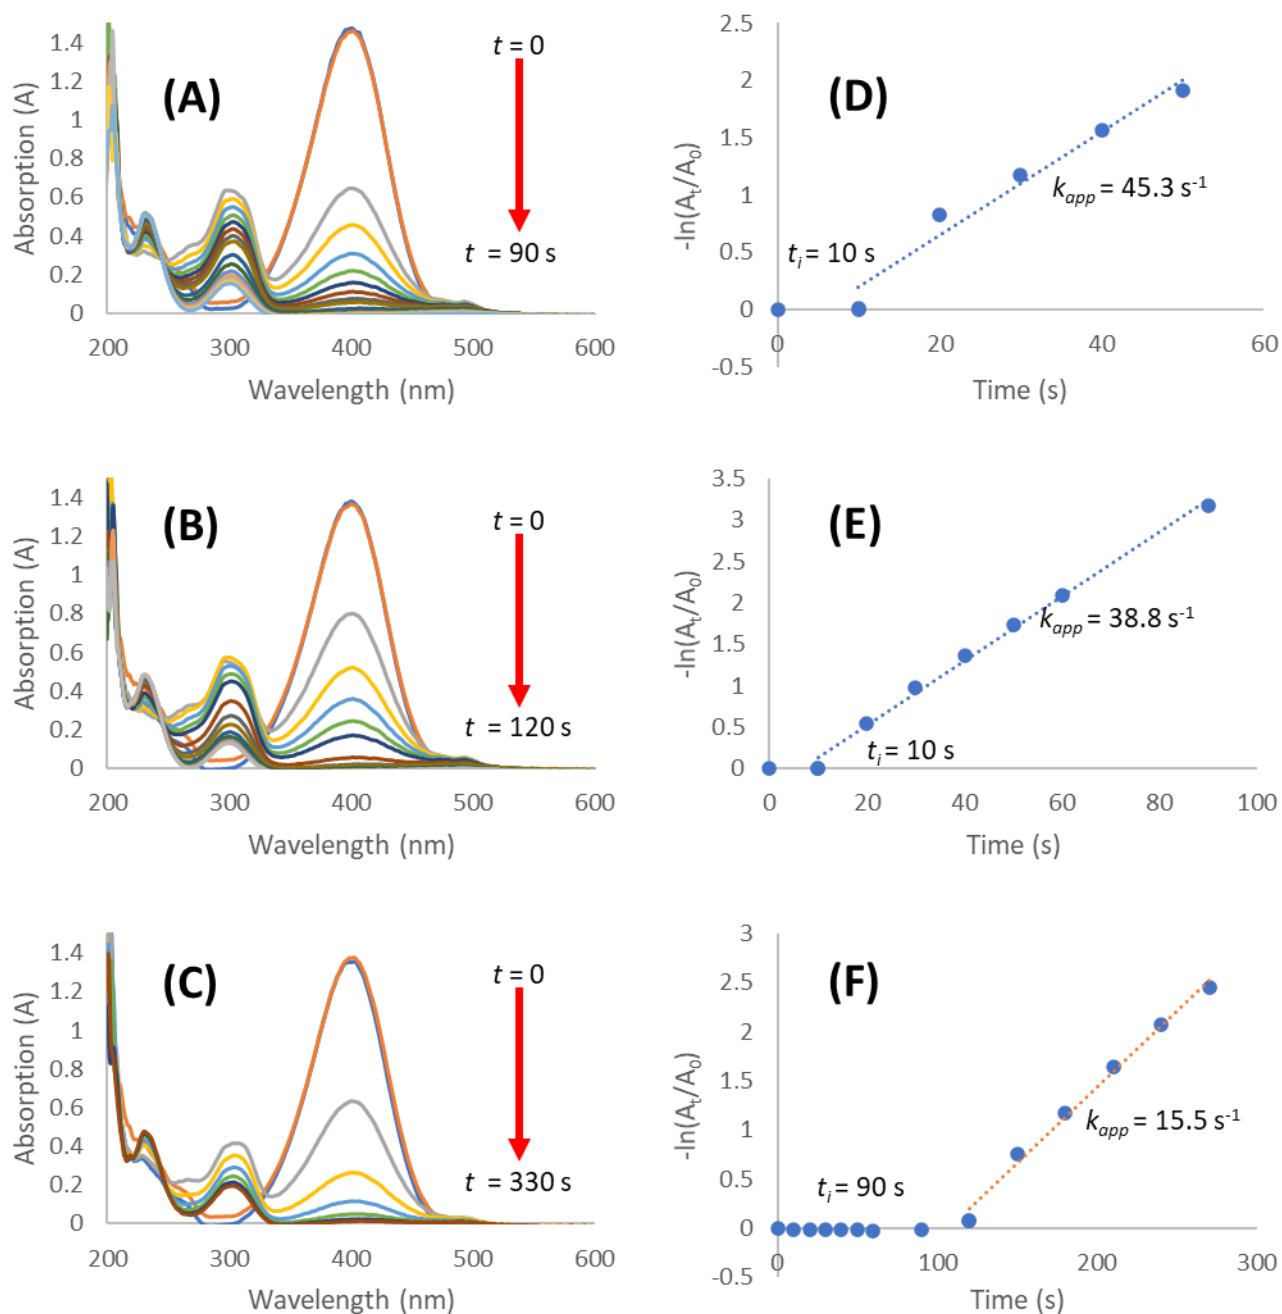 (A)
Absorption (A)
1.4
1.2
1
0.8
0.6
0.4
0.2
0
200 300 400 500 600
Wavelength (nm)
t = 0
t = 90 s
(D)
-ln(At/A0)
2.5
2
1.5
1
0.5
0
-0.5
0 20 40 60
Time (s)
ti = 10 s
kapp = 45.3 s-1
(B)
Absorption (A)
1.4
1.2
1
0.8
0.6
0.4
0.2
0
200 300 400 500 600
Wavelength (nm)
t = 0
t = 120 s
(E)
-ln(At/A0)
3.5
3
2.5
2
1.5
1
0.5
0
0 20 40 60 80 100
Time (s)
kapp = 38.8 s-1
ti = 10 s
(C)
Absorption (A)
1.4
1.2
1
0.8
0.6
0.4
0.2
0
200 300 400 500 600
Wavelength (nm)
t = 0
t = 330 s
(F)
-ln(At/A0)
3
2.5
2
1.5
1
0.5
0
-0.5
0 100 200 300
Time (s)
kapp = 15.5 s-1
ti = 90 s